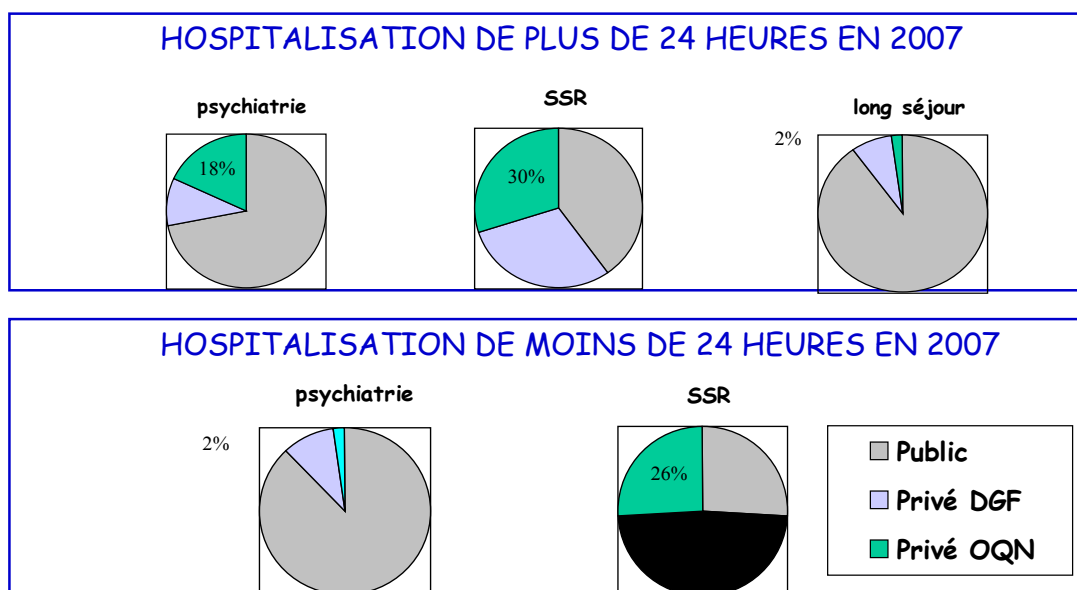 HOSPITALISATION DE PLUS DE 24 HEURES EN 2007
psychiatrie
SSR
long séjour
18%
30%
2%
HOSPITALISATION DE MOINS DE 24 HEURES EN 2007
psychiatrie
SSR
2%
26%
Public
Privé DGF
Privé OQN